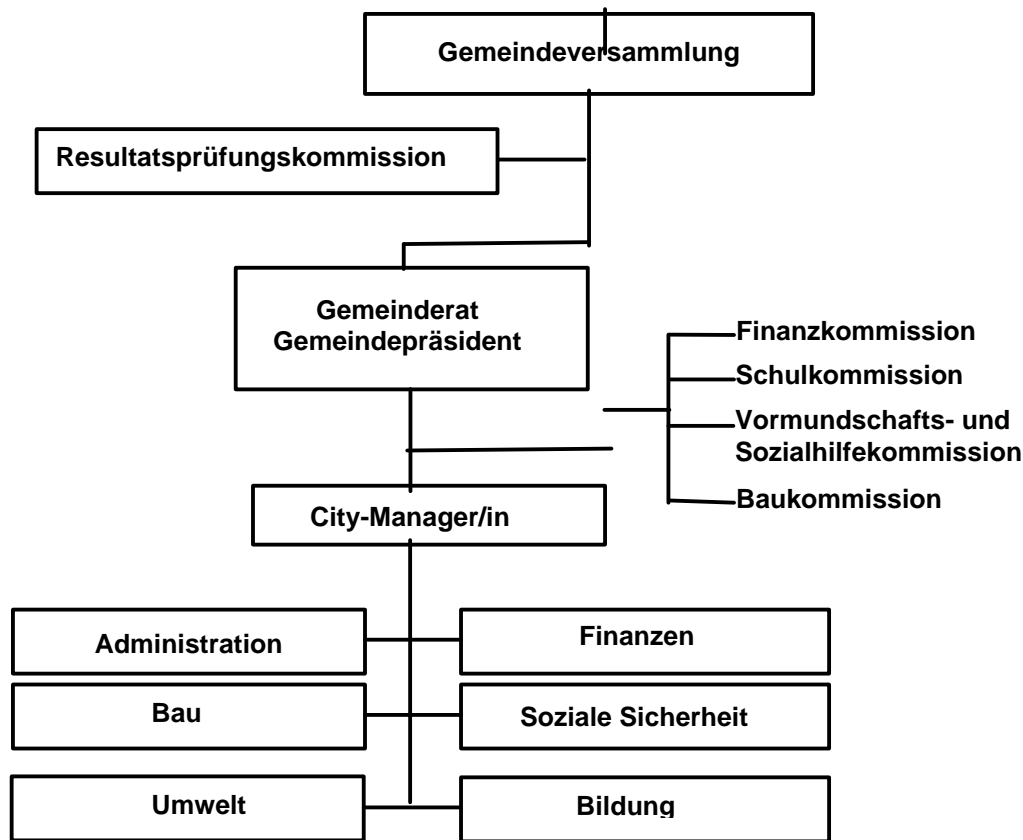 Gemeindeversammlung
Resultatsprüfungskommission
Gemeinderat
Gemeindepräsident
Finanzkommission
Schulkommission
Vormundschafts- und
Sozialhilfekommission
Baukommission
City-Manager/in
Administration
Finanzen
Bau
Soziale Sicherheit
Umwelt
Bildung